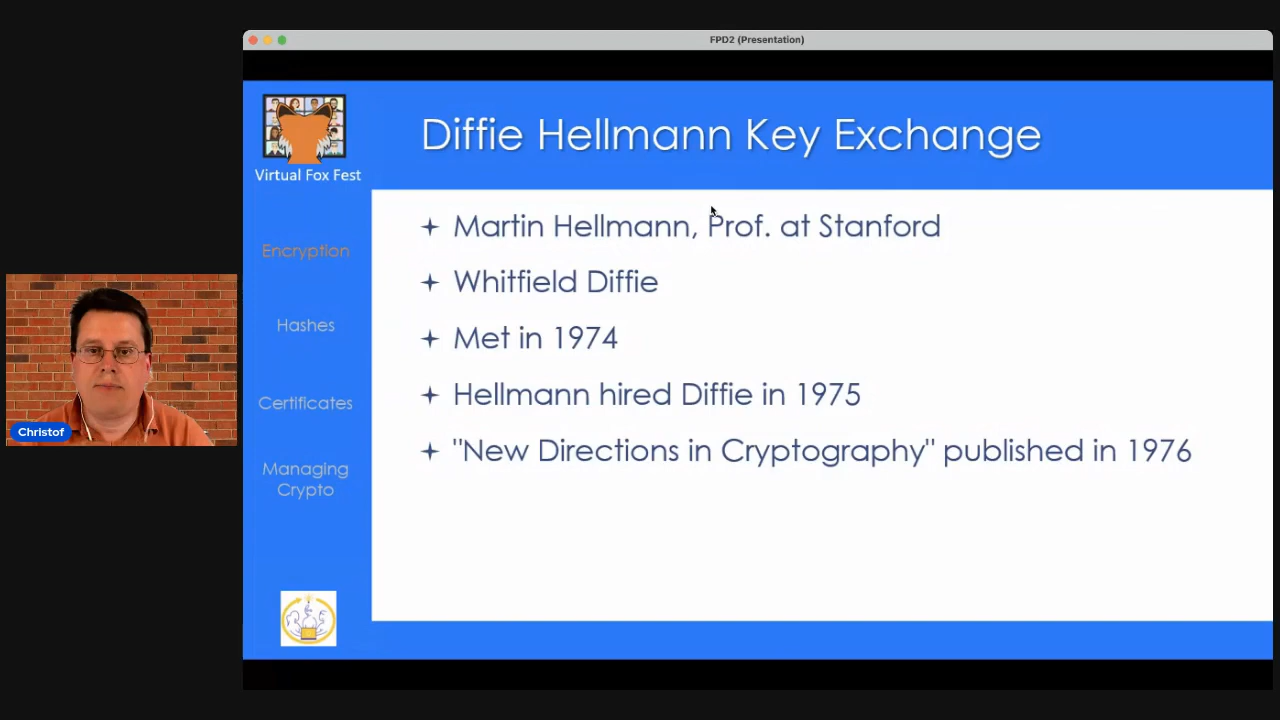 FPD2 (Presentation)
Diffie Hellmann Key Exchange
Virtual Fox Fest
Encryption
Hashes
Certificates
Managing
Crypto
Martin Hellmann, Prof. at Stanford
Whitfield Diffie
Met in 1974
Hellmann hired Diffie in 1975
"New Directions in Cryptography" published in 1976
Christof